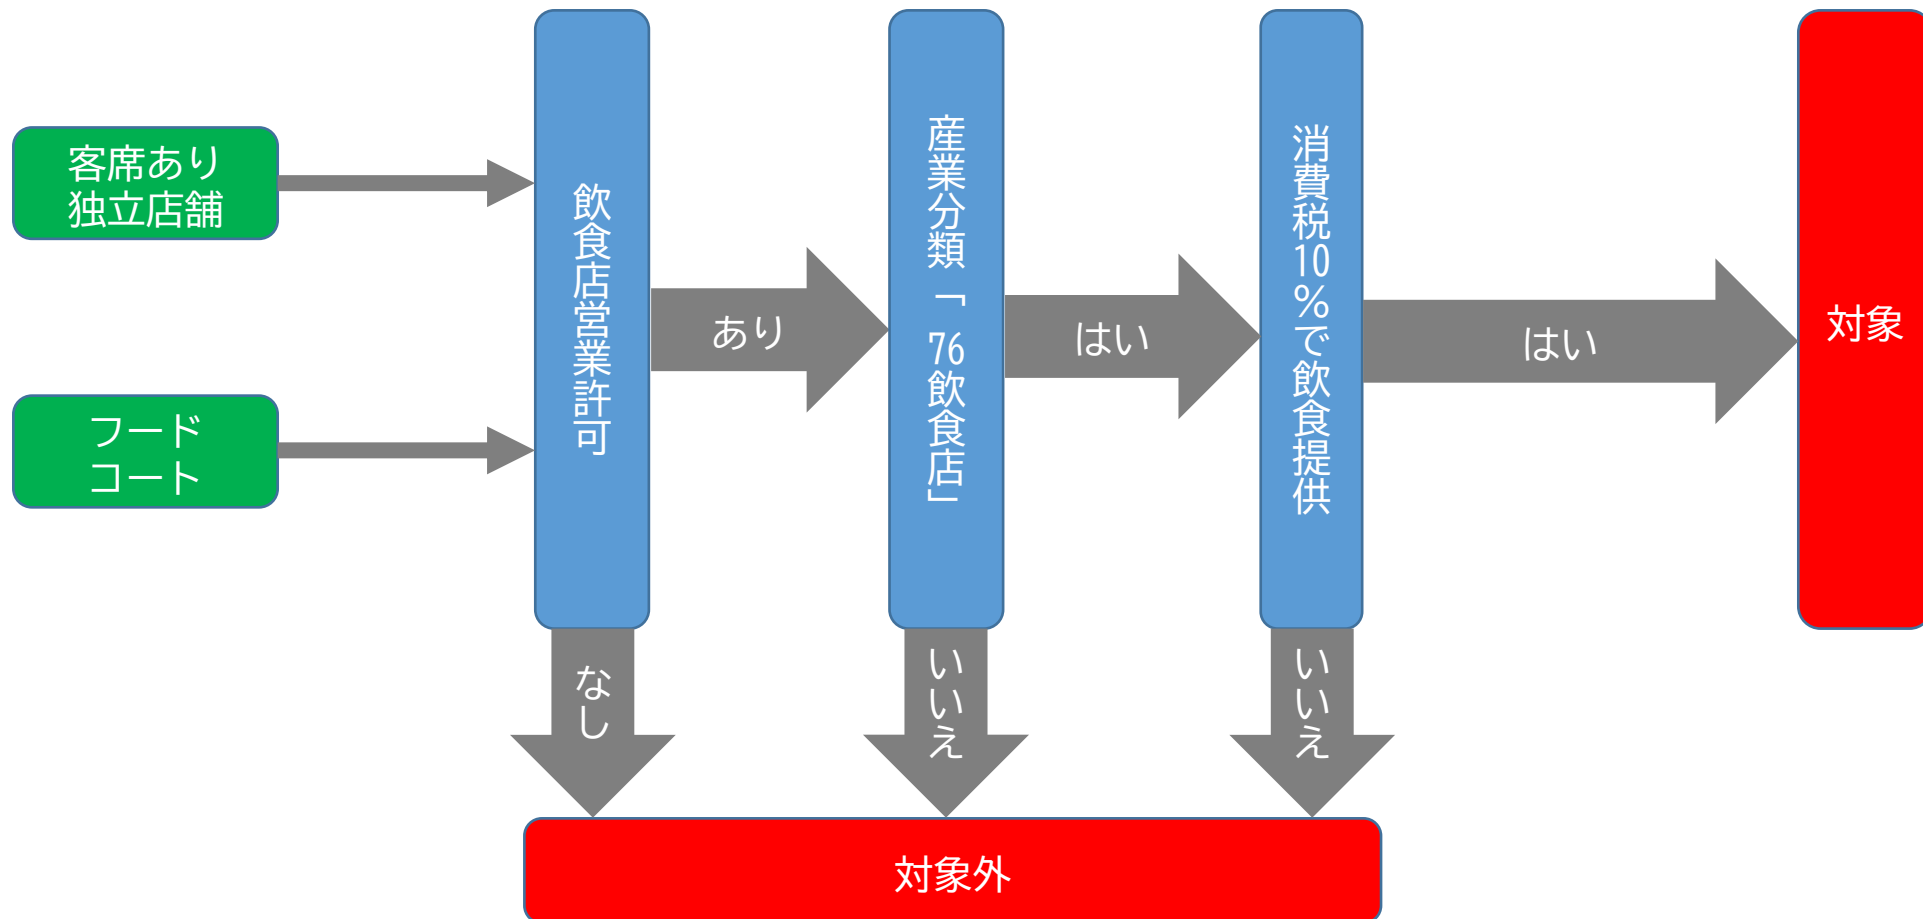 客席あり
独立店舗
フード
コート
飲食店営業許可
あり
なし
産業分類「76飲食店」
はい
いいえ
消費税10%で飲食提供
はい
いいえ
対象
対象外